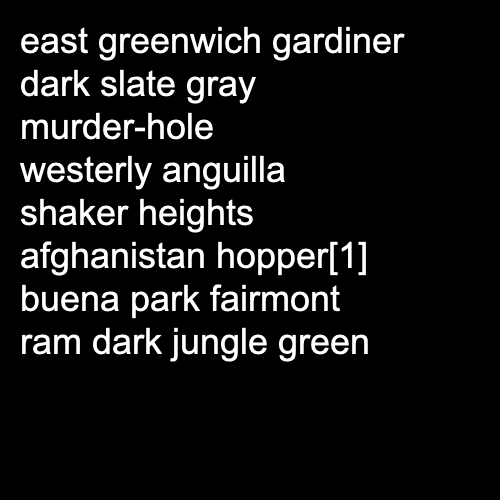 east greenwich gardiner
dark slate gray
murder-hole
westerly anguilla
shaker heights
afghanistan hopper[1]
buena park fairmont
ram dark jungle green